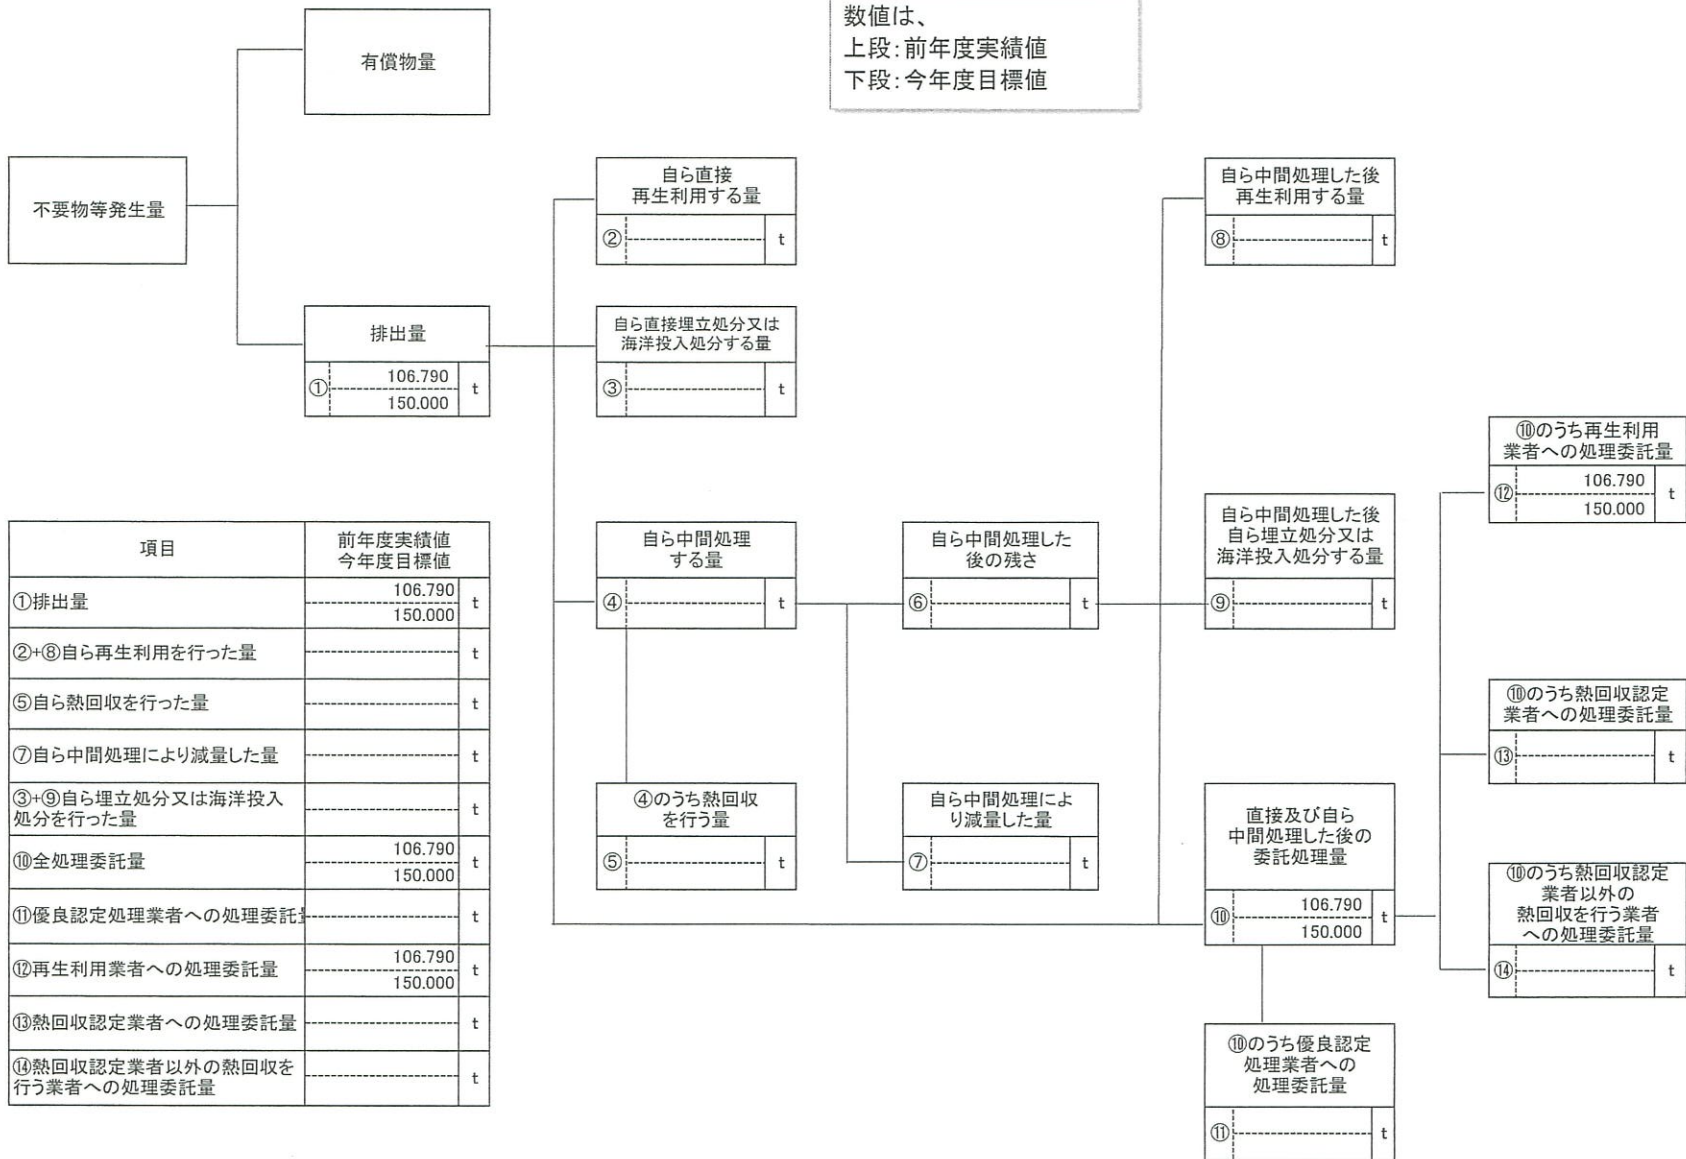 数値は、
上段：前年度実績値
下段：今年度目標値
有償物量
不要物等発生量
排出量
① 106.790 t
150.000
自ら直接
再生利用する量
② t
自ら直接埋立処分又は
海洋投入処分する量
③ t
自ら中間処理
する量
④ t
④のうち熱回収
を行う量
⑤ t
自ら中間処理した
後の残さ
⑥ t
自ら中間処理によ
り減量した量
⑦ t
自ら中間処理した後
再生利用する量
⑧ t
自ら中間処理した後
自ら埋立処分又は
海洋投入処分する量
⑨ t
直接及び自ら
中間処理した後の
委託処理量
⑩ 106.790 t
150.000
⑩のうち優良認定
処理業者への
処理委託量
⑪ t
⑩のうち再生利用
業者への処理委託量
⑫ 106.790 t
150.000
⑩のうち熱回収認定
業者への処理委託量
⑬ t
⑩のうち熱回収認定
業者以外の
熱回収を行う業者
への処理委託量
⑭ t
項目 前年度実績値
今年度目標値
①排出量 106.790 t
150.000
②+⑧自ら再生利用を行った量 t
⑤自ら熱回収を行った量 t
⑦自ら中間処理により減量した量 t
③+⑨自ら埋立処分又は海洋投入
処分を行った量 t
⑩全処理委託量 106.790 t
150.000
⑪優良認定処理業者への処理委託 t
⑫再生利用業者への処理委託量 106.790 t
150.000
⑬熱回収認定業者への処理委託量 t
⑭熱回収認定業者以外の熱回収を
行う業者への処理委託量 t